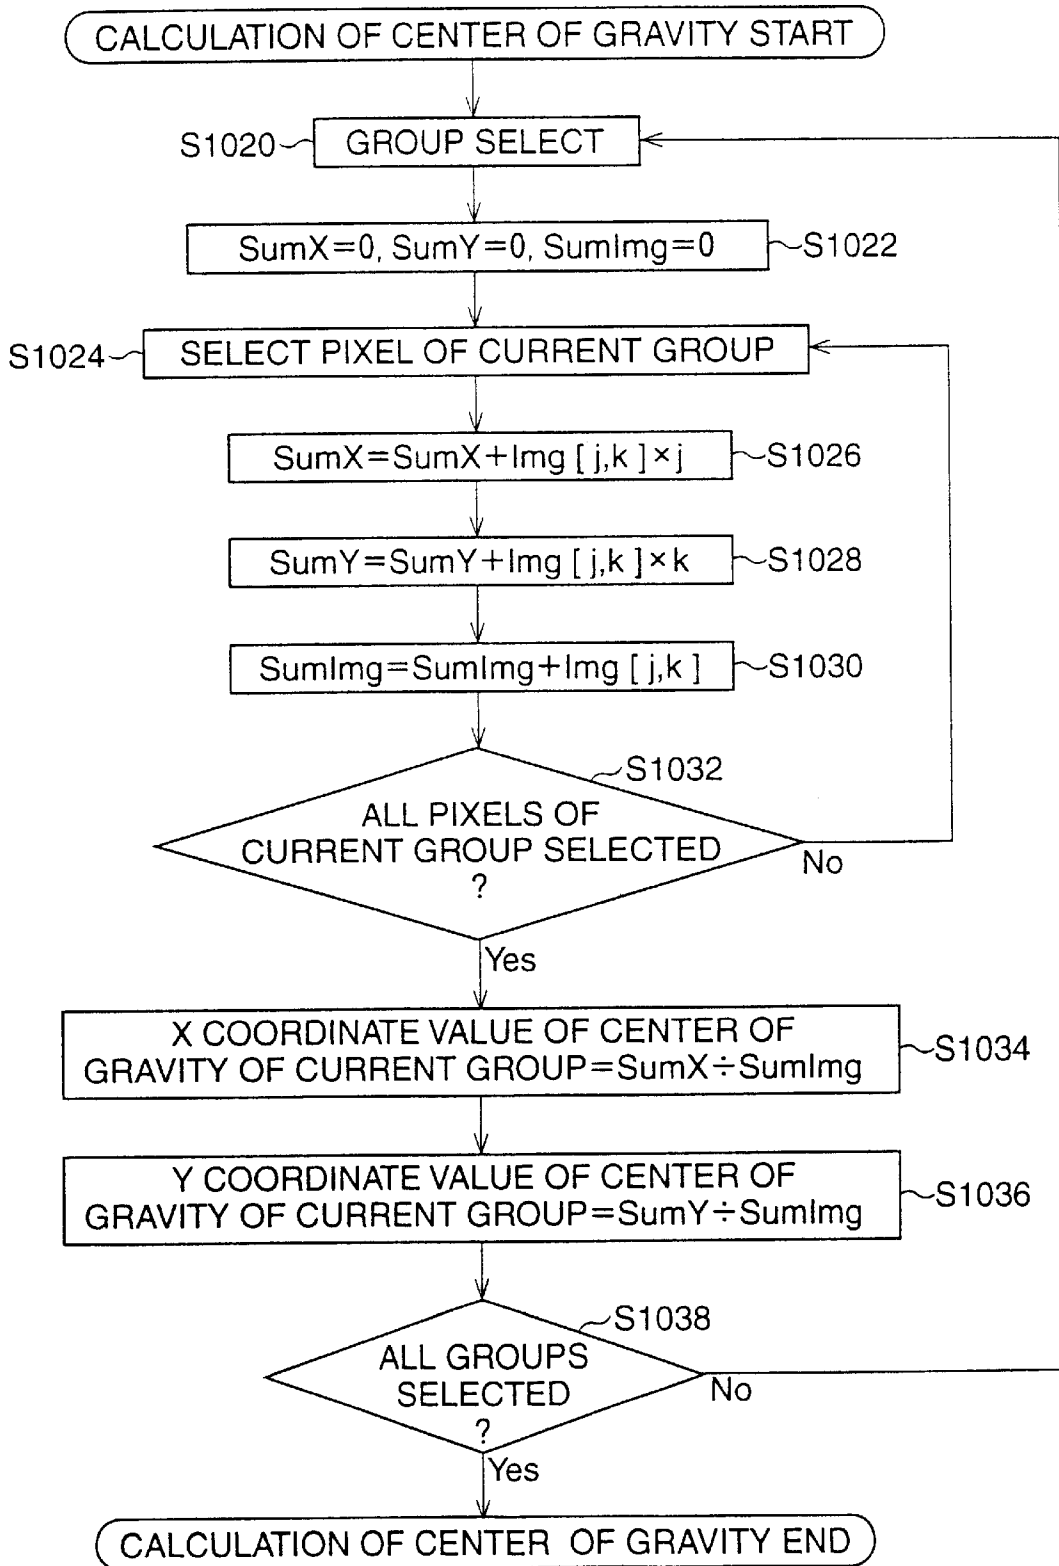 CALCULATION OF CENTER OF GRAVITY START
S1020 GROUP SELECT
SumX=0, SumY=0, SumImg=0 S1022
S1024 SELECT PIXEL OF CURRENT GROUP
SumX=SumX+Img [ j,k ]×j S1026
SumY=SumY+Img [ j,k ]×k S1028
SumImg=SumImg+Img [ j,k ] S1030
S1032
ALL PIXELS OF
CURRENT GROUP SELECTED
?
No
Yes
X COORDINATE VALUE OF CENTER OF
GRAVITY OF CURRENT GROUP=SumX÷SumImg
S1034
Y COORDINATE VALUE OF CENTER OF
GRAVITY OF CURRENT GROUP=SumY÷SumImg
S1036
S1038
ALL GROUPS
SELECTED
?
No
Yes
CALCULATION OF CENTER OF GRAVITY END